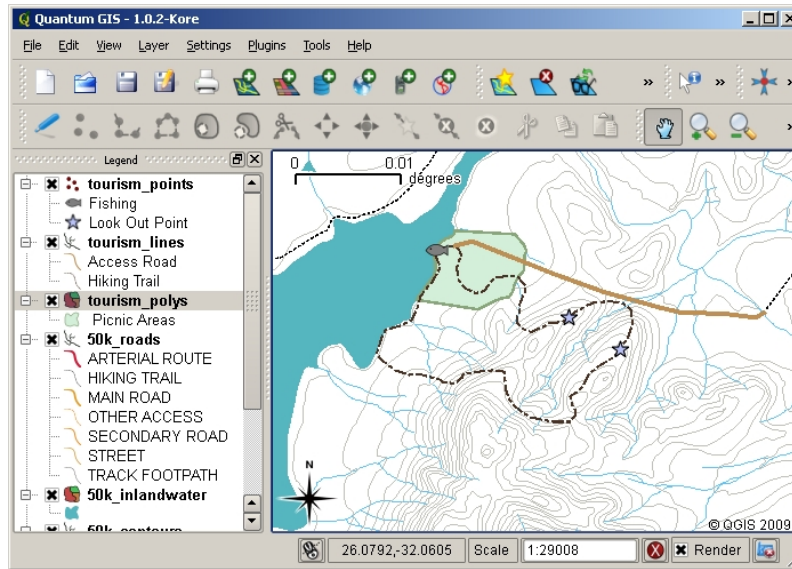 Quantum GIS - 1.0.2-Kore
File Edit View Layer Settings Plugins Tools Help
Legend
tourism_points
Fishing
Look Out Point
tourism_lines
Access Road
Hiking Trail
tourism_polys
Picnic Areas
50k_roads
ARTERIAL ROUTE
HIKING TRAIL
MAIN ROAD
OTHER ACCESS
SECONDARY ROAD
STREET
TRACK FOOTPATH
50k_inlandwater
50k_contours
0 0.01
degrees
N
© QGIS 2009
26.0792,-32.0605 Scale 1:29008 Render